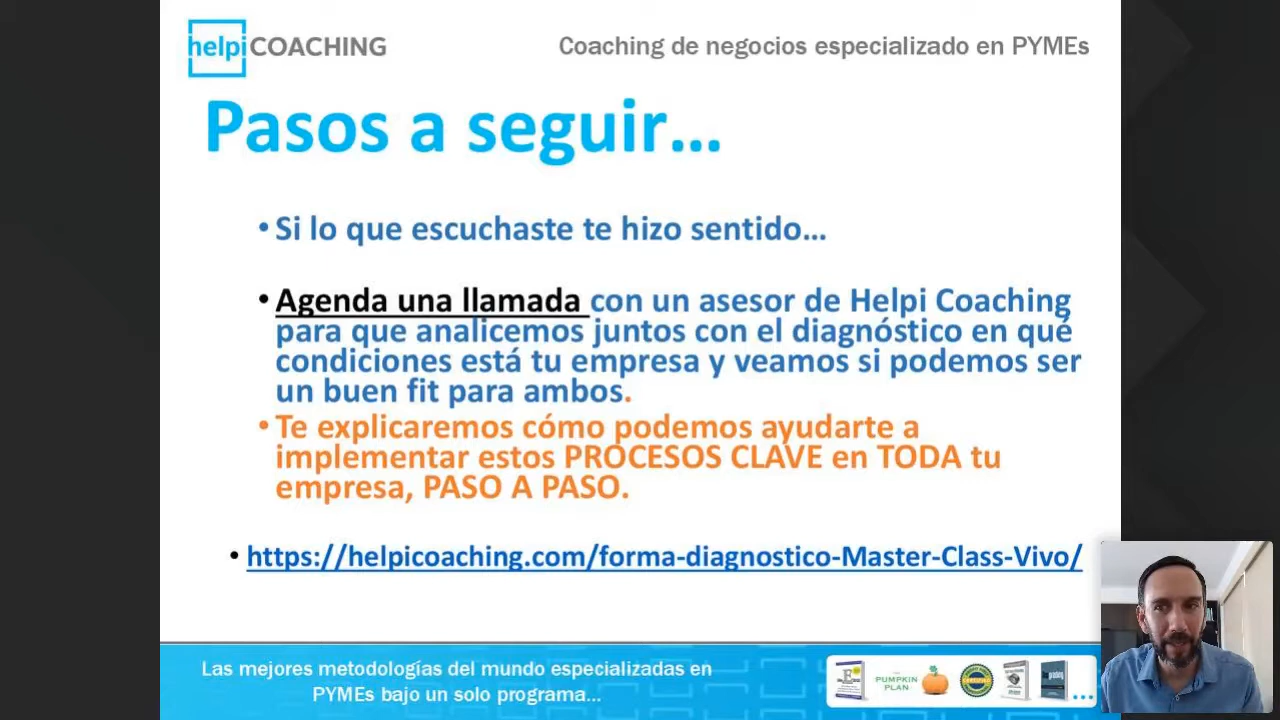 helpi COACHING
Coaching de negocios especializado en PYMEs
Pasos a seguir...
• Si lo que escuchaste te hizo sentido...
• Agenda una llamada con un asesor de Helpi Coaching
para que analicemos juntos con el diagnóstico en qué
condiciones está tu empresa y veamos si podemos ser
un buen fit para ambos.
• Te explicaremos cómo podemos ayudarte a
implementar estos PROCESOS CLAVE en TODA tu
empresa, PASO A PASO.
• https://helpicoaching.com/forma-diagnostico-Master-Class-Vivo/
Las mejores metodologías del mundo especializadas en
PYMEs bajo un solo programa...
PUMPKIN
PLAN
...